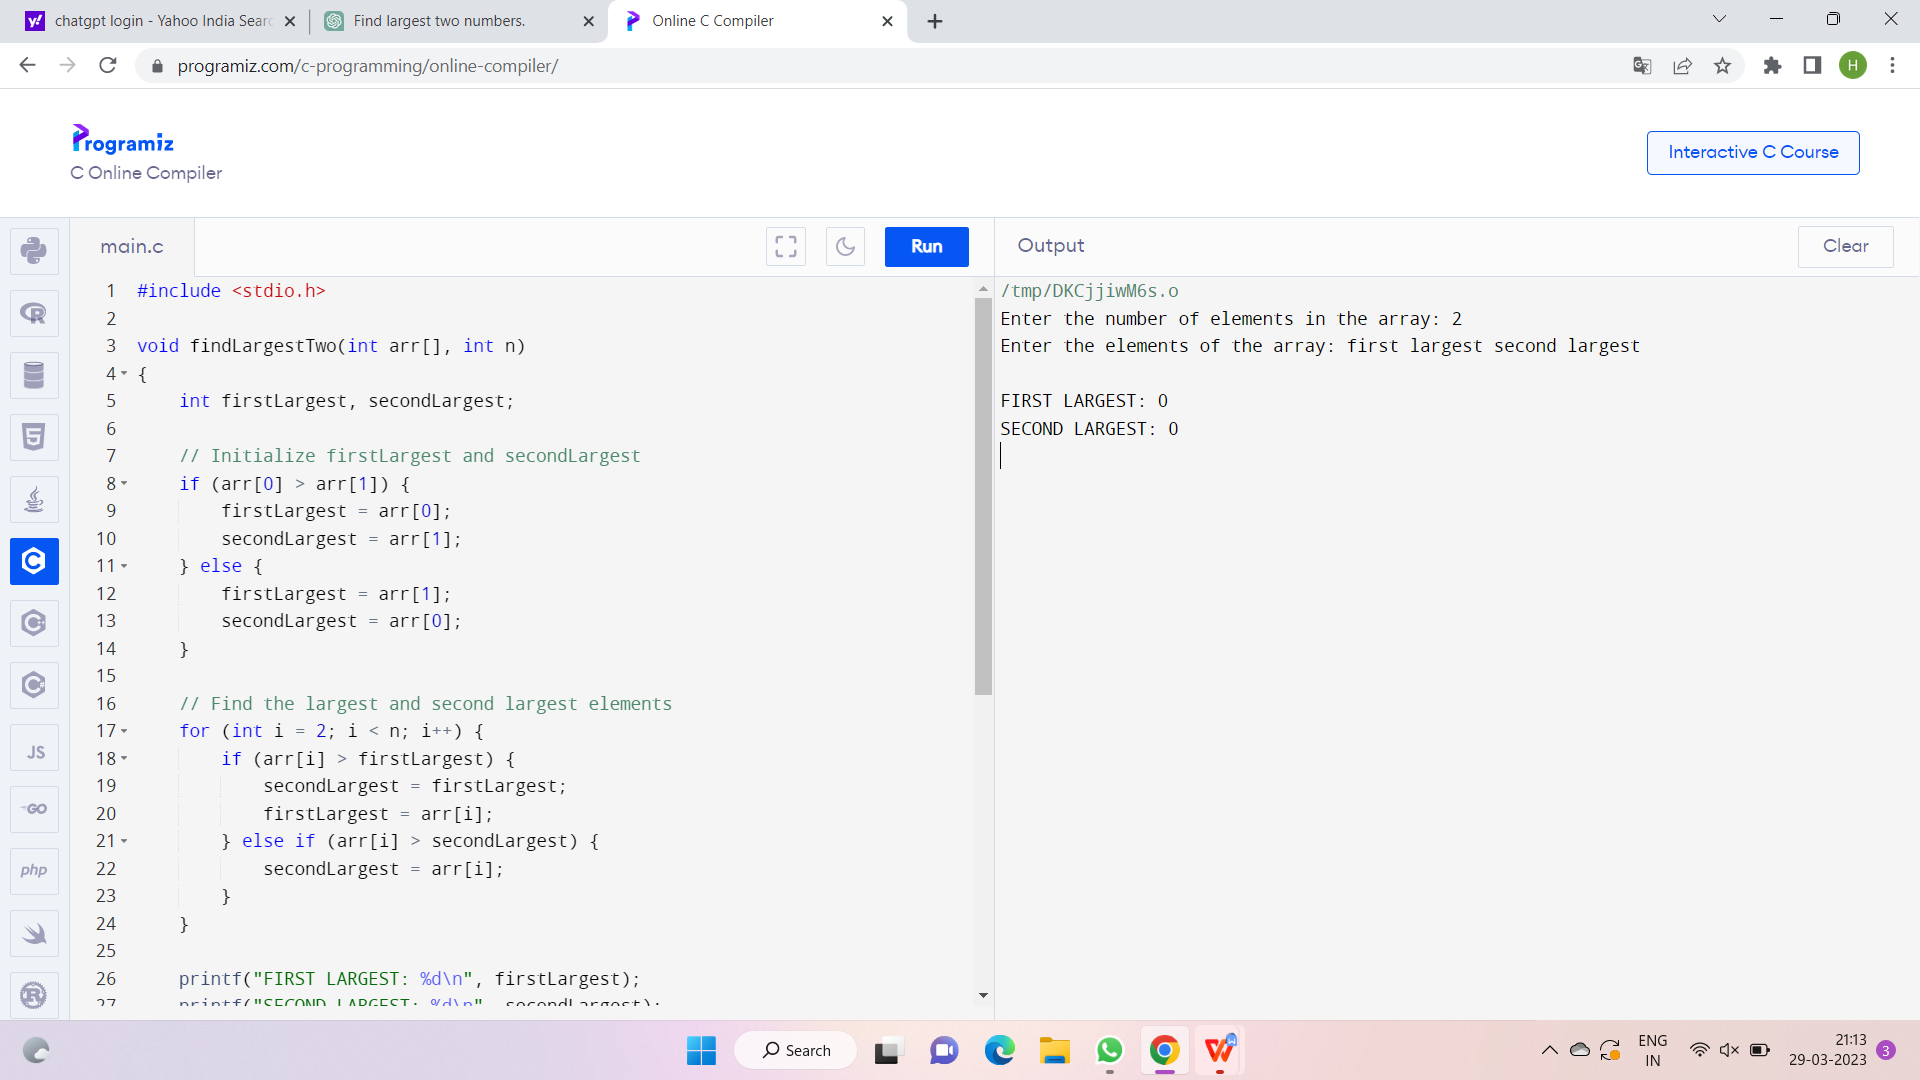 chatgpt login - Yahoo India Searc
Find largest two numbers.
Online C Compiler
programiz.com/c-programming/online-compiler/
H
Programiz
C Online Compiler
Interactive C Course
main.c
Run
Output
Clear
1 #include <stdio.h>
2
3 void findLargestTwo(int arr[], int n)
4 {
5 int firstLargest, secondLargest;
6
7 // Initialize firstLargest and secondLargest
8 if (arr[0] > arr[1]) {
9 firstLargest = arr[0];
10 secondLargest = arr[1];
11 } else {
12 firstLargest = arr[1];
13 secondLargest = arr[0];
14 }
15
16 // Find the largest and second largest elements
17 for (int i = 2; i < n; i++) {
18 if (arr[i] > firstLargest) {
19 secondLargest = firstLargest;
20 firstLargest = arr[i];
21 } else if (arr[i] > secondLargest) {
22 secondLargest = arr[i];
23 }
24 }
25
26 printf("FIRST LARGEST: %d\n", firstLargest);
27 printf("SECOND LARGEST: %d\n", secondLargest);
/tmp/DKCjjiwM6s.o
Enter the number of elements in the array: 2
Enter the elements of the array: first largest second largest
FIRST LARGEST: 0
SECOND LARGEST: 0
JS
GO
php
Search
ENG
IN
21:13
29-03-2023
3